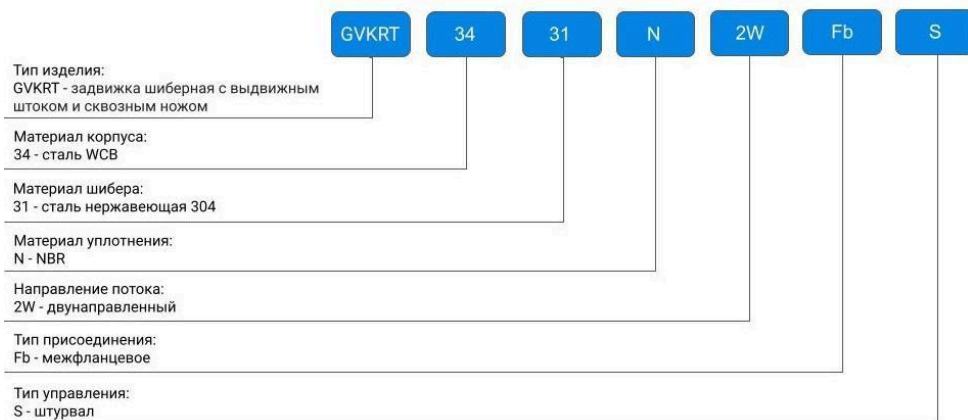 GVKRT 34 31 N 2W Fb S
Тип изделия:
GVKRT - задвижка шиберная с выдвижным
штоком и сквозным ножом
Материал корпуса:
34 - сталь WCB
Материал шибера:
31 - сталь нержавеющая 304
Материал уплотнения:
N - NBR
Направление потока:
2W - двунаправленный
Тип присоединения:
Fb - межфланцевое
Тип управления:
S - штурвал